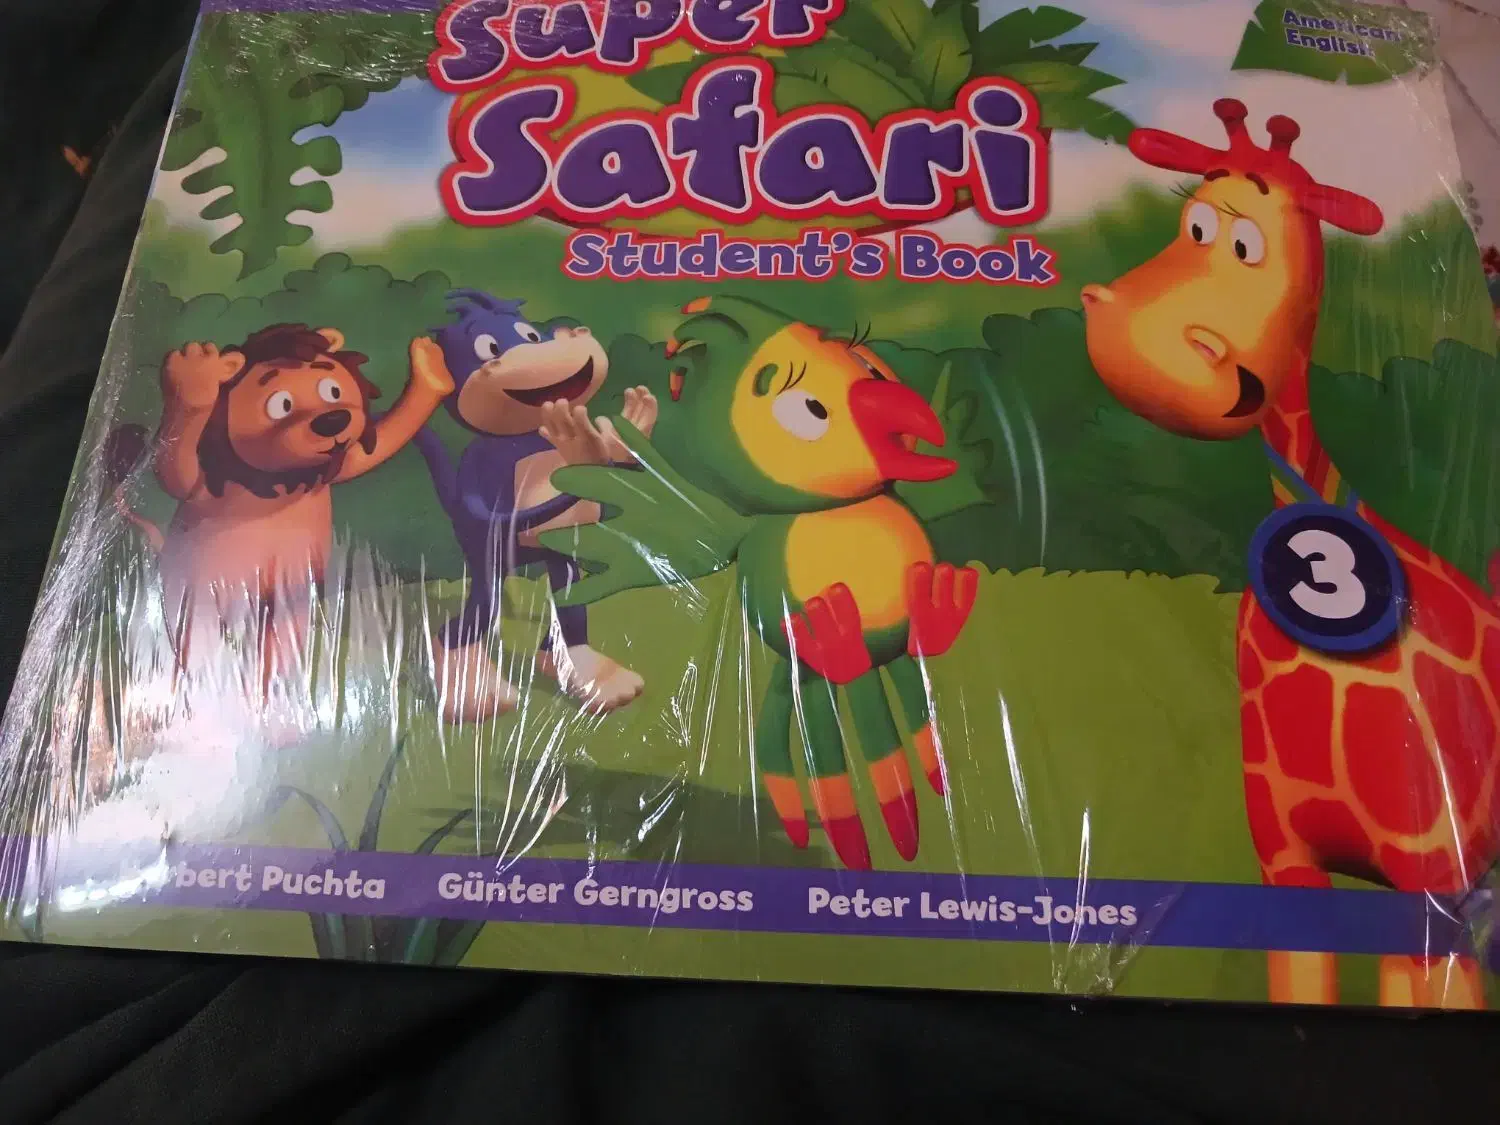 Super
Safari
American
English
Student's Book
3
Puchta
Günter Gerngross
Peter Lewis-Jones